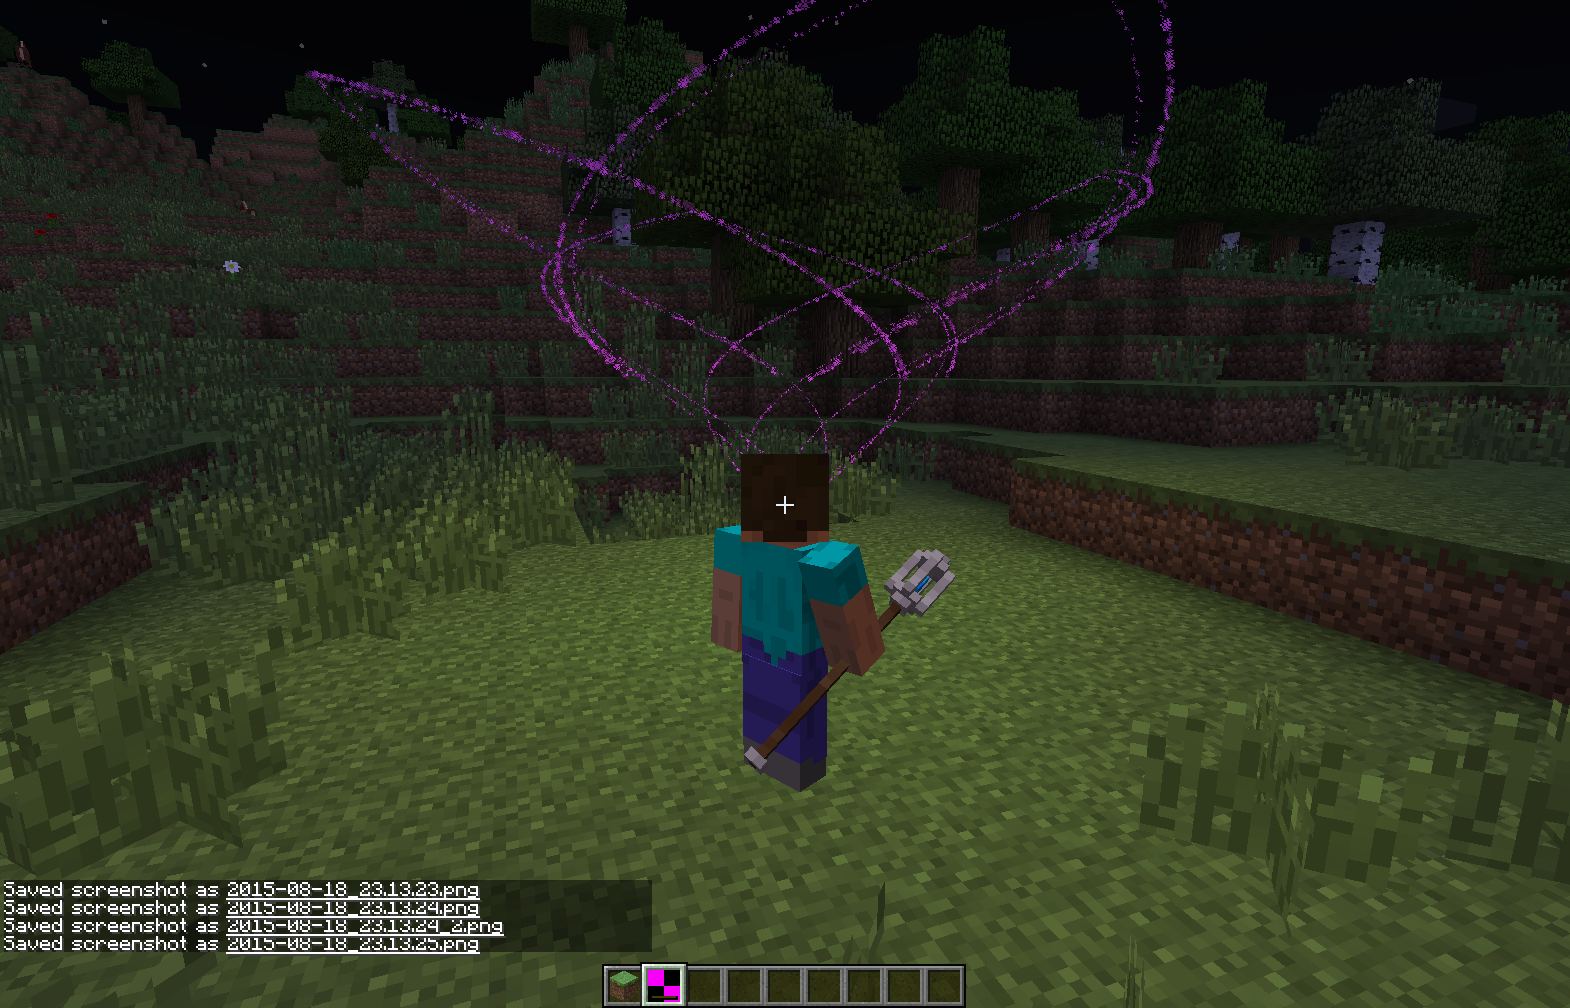 Saved screenshot as 2015-08-18_23.13.23.png
Saved screenshot as 2015-08-18_23.13.24.png
Saved screenshot as 2015-08-18_23.13.24_2.png
Saved screenshot as 2015-08-18_23.13.25.png